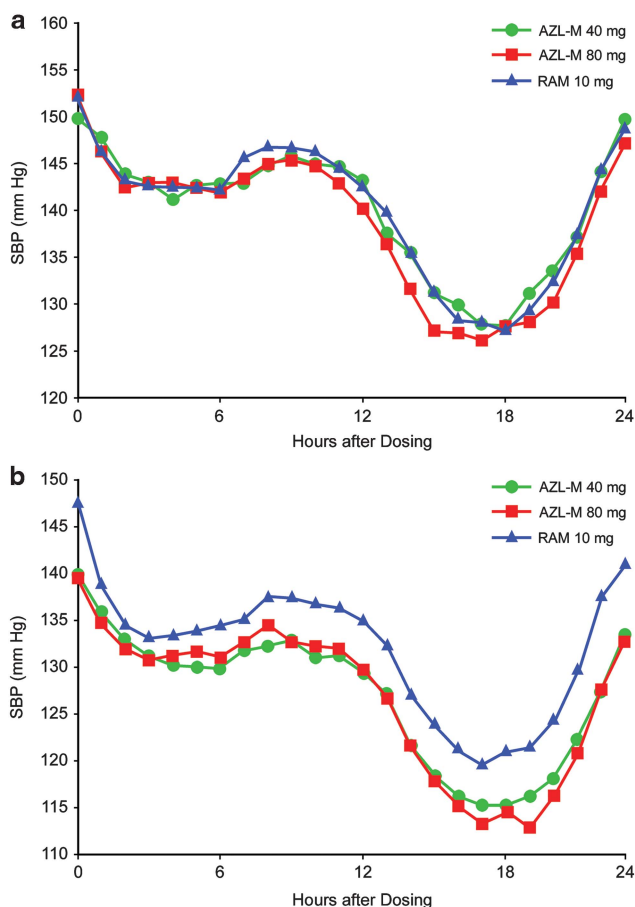 a
160
155
150
145
140
135
130
125
120
SBP (mm Hg)
AZL-M 40 mg
AZL-M 80 mg
RAM 10 mg
0 6 12 18 24
Hours after Dosing
b
150
145
140
135
130
125
120
115
110
SBP (mm Hg)
AZL-M 40 mg
AZL-M 80 mg
RAM 10 mg
0 6 12 18 24
Hours after Dosing